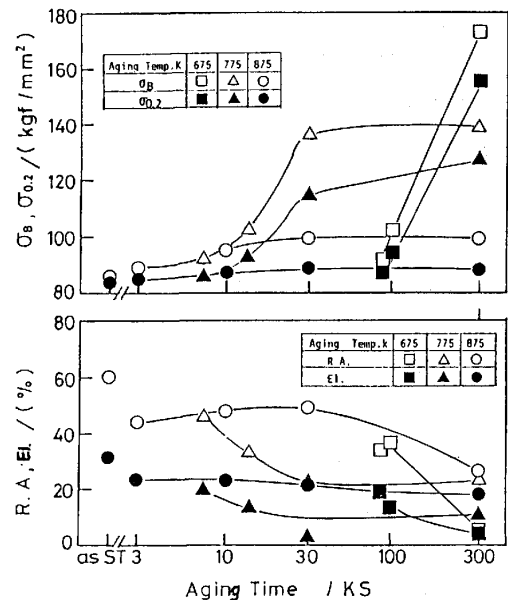 180
160
140
120
100
80
σB, σ0.2 /(kgf/mm²)
Aging Temp.K 675 775 875
σB
σ0.2
80
60
40
20
0
R.A,El. /(%)
Aging Temp.k 675 775 875
R.A.
El.
as ST 3 10 30 100 300
Aging Time / KS